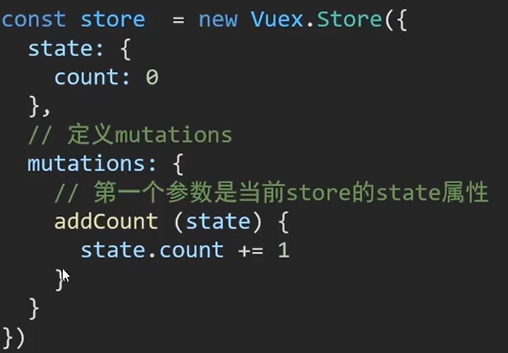 const store  = new Vuex.Store({
  state: {
    count: 0
  },
  // 定义mutations
  mutations: {
    // 第一个参数是当前store的state属性
    addCount (state) {
      state.count += 1
    }
  }
})